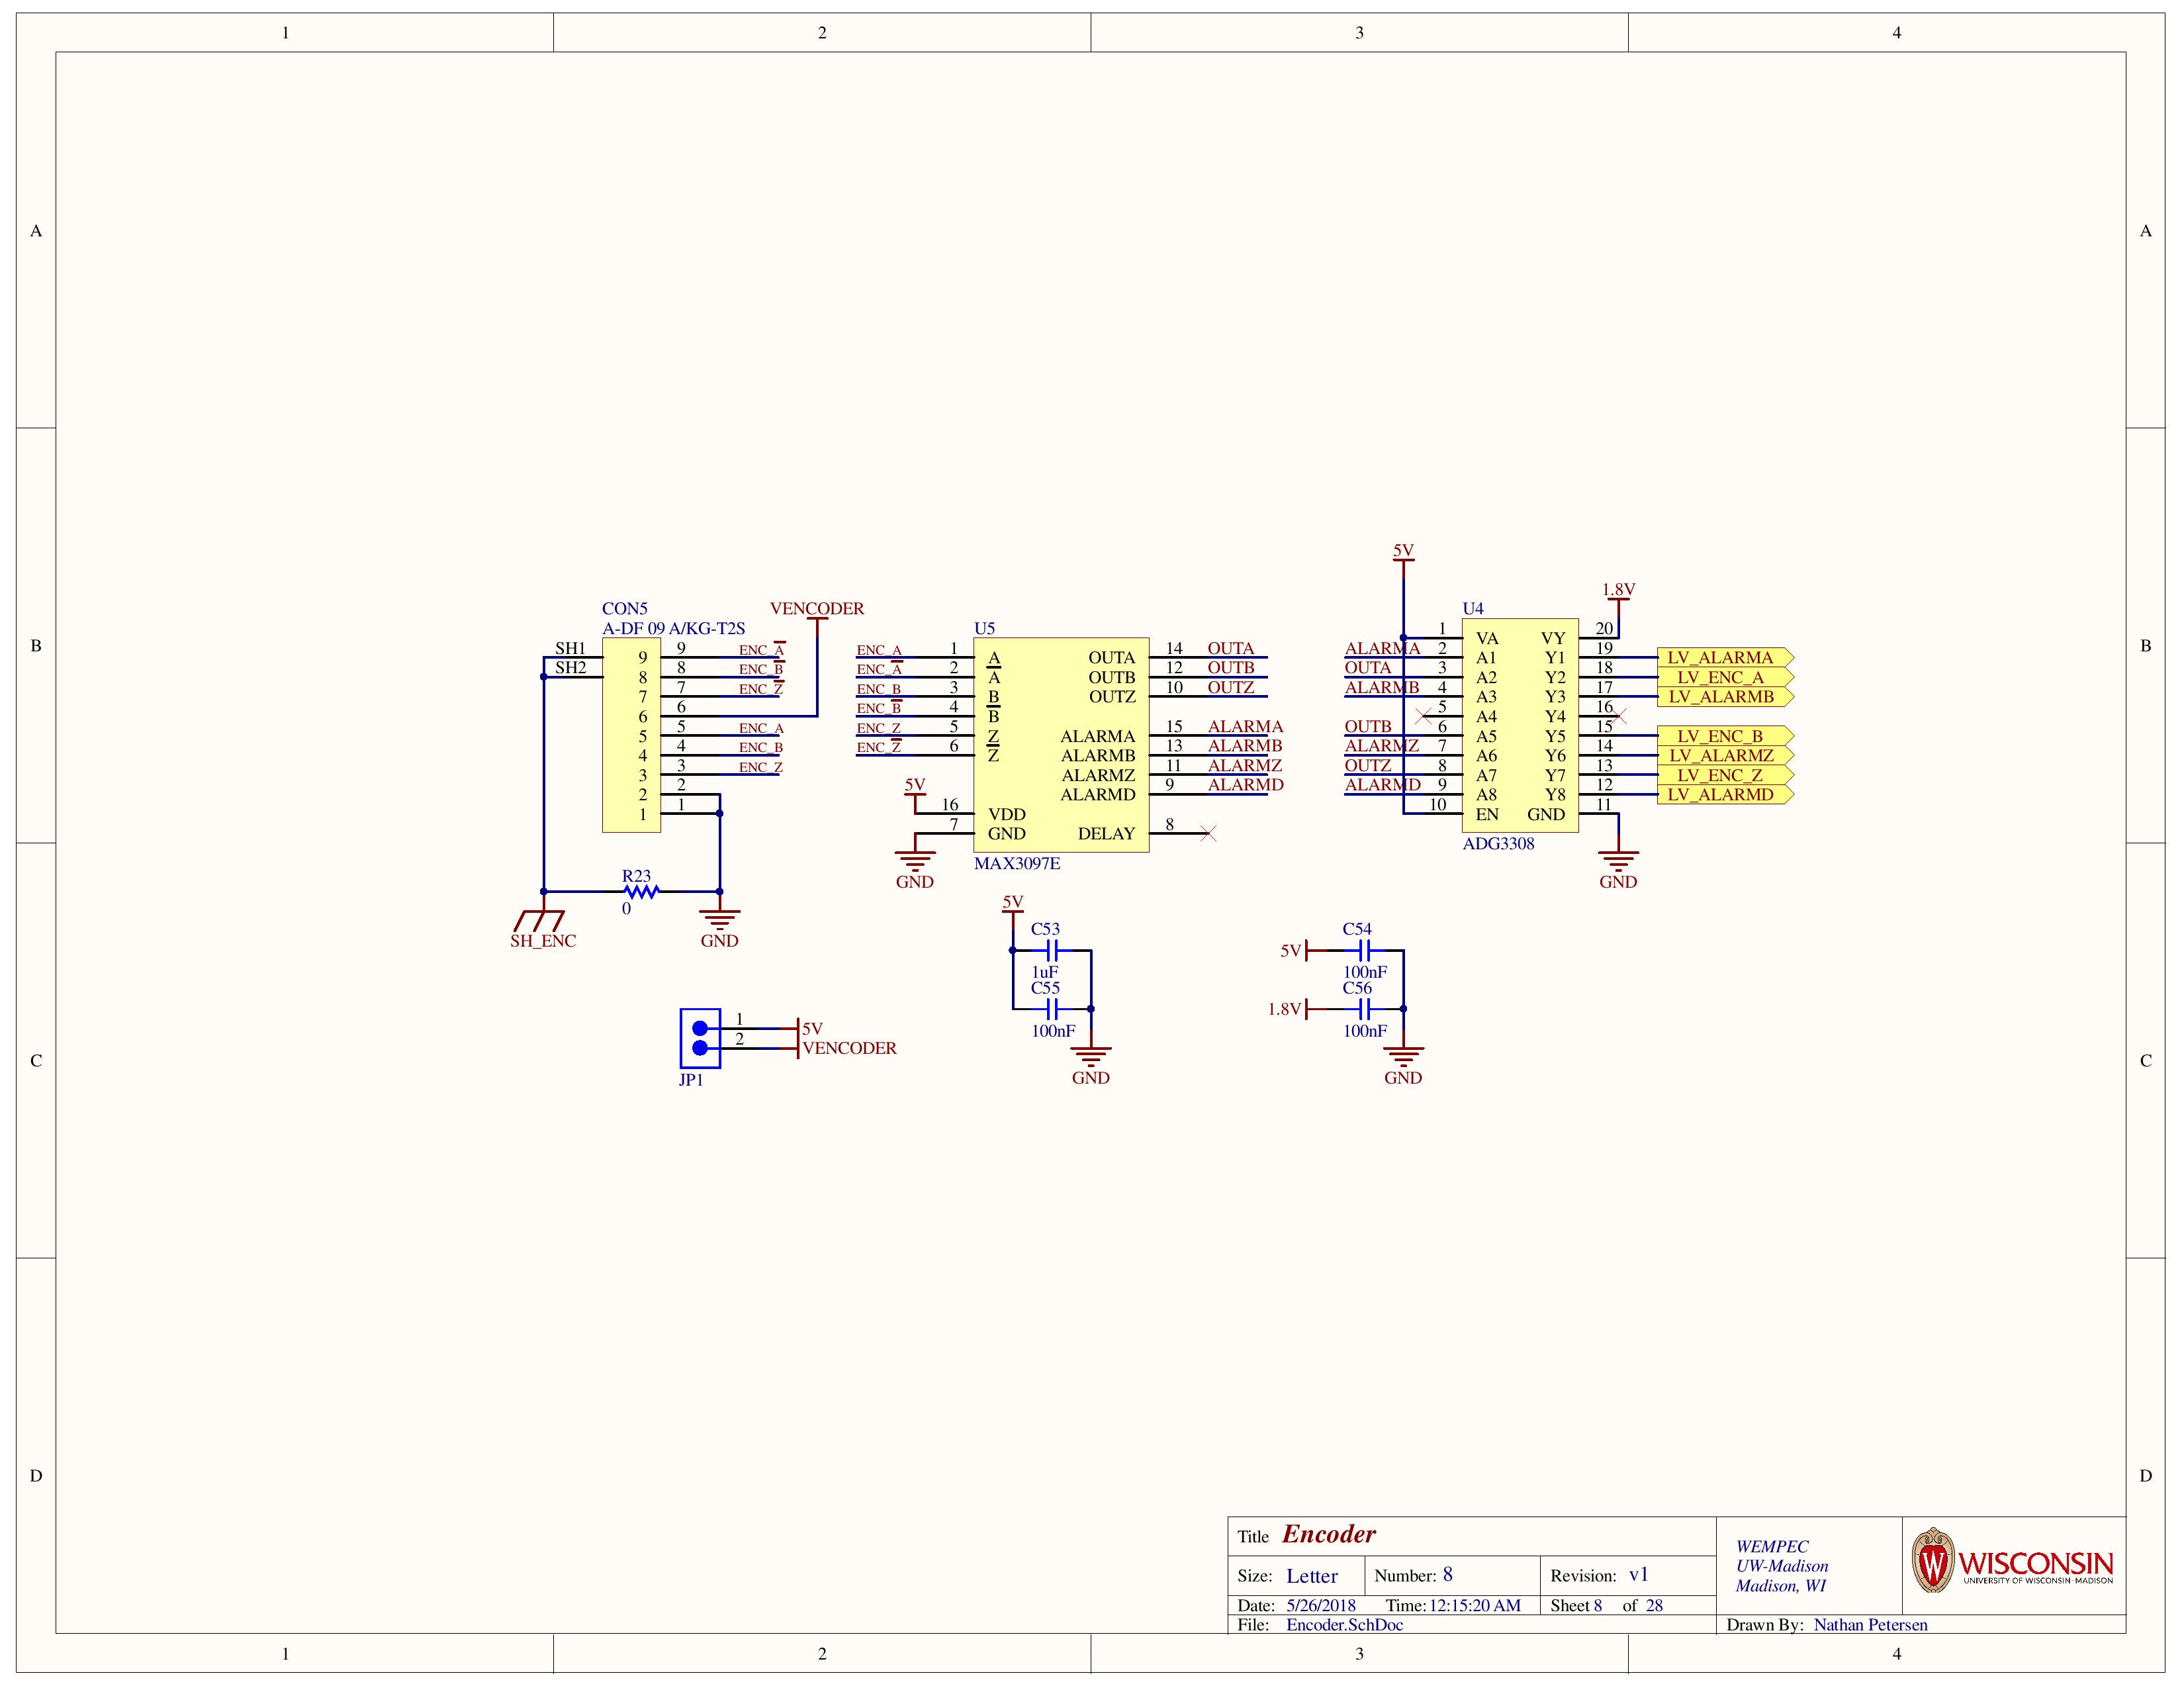 1 2 3 4
A A
B B
C C
D D
CON5
A-DF 09 A/KG-T2S
SH1
SH2
9 9 ENC_A̅
8 8 ENC_B̅
7 7 ENC_Z̅
6 6
5 5 ENC_A
4 4 ENC_B
3 3 ENC_Z
2 2
1 1
VENCODER
R23
0
SH_ENC
GND
JP1
1 5V
2 VENCODER
U5
ENC_A 1 A
ENC_A̅ 2 A̅
ENC_B 3 B
ENC_B̅ 4 B̅
ENC_Z 5 Z
ENC_Z̅ 6 Z̅
5V 16 VDD
7 GND
GND
OUTA 14 OUTA
OUTB 12 OUTB
OUTZ 10 OUTZ
ALARMA 15 ALARMA
ALARMB 13 ALARMB
ALARMZ 11 ALARMZ
ALARMD 9 ALARMD
DELAY 8
MAX3097E
5V
C53
1uF
C55
100nF
GND
5V
1.8V
U4
1 VA VY 20
ALARMA 2 A1 Y1 19 LV_ALARMA
OUTA 3 A2 Y2 18 LV_ENC_A
ALARMB 4 A3 Y3 17 LV_ALARMB
5 A4 Y4 16
OUTB 6 A5 Y5 15 LV_ENC_B
ALARMZ 7 A6 Y6 14 LV_ALARMZ
OUTZ 8 A7 Y7 13 LV_ENC_Z
ALARMD 9 A8 Y8 12 LV_ALARMD
10 EN GND 11
ADG3308
GND
5V C54
100nF
1.8V C56
100nF
GND
Title Encoder
Size: Letter Number: 8 Revision: v1
Date: 5/26/2018 Time: 12:15:20 AM Sheet 8 of 28
File: Encoder.SchDoc
WEMPEC
UW-Madison
Madison, WI
W
WISCONSIN
UNIVERSITY OF WISCONSIN-MADISON
Drawn By: Nathan Petersen
1 2 3 4